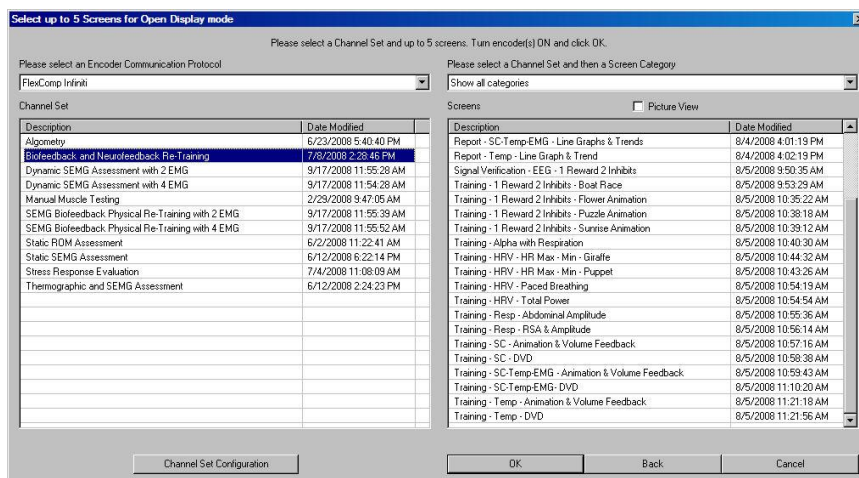 Select up to 5 Screens for Open Display mode
Please select a Channel Set and up to 5 screens. Turn encoder(s) ON and click OK.
Please select an Encoder Communication Protocol
FlexComp Infiniti
Channel Set
Description Date Modified
Algometry 6/23/2008 5:40:40 PM
Biofeedback and Neurofeedback Re-Training 7/8/2008 2:28:46 PM
Dynamic SEMG Assessment with 2 EMG 9/17/2008 11:55:28 AM
Dynamic SEMG Assessment with 4 EMG 9/17/2008 11:54:28 AM
Manual Muscle Testing 2/29/2008 9:47:05 AM
SEMG Biofeedback Physical Re-Training with 2 EMG 9/17/2008 11:55:39 AM
SEMG Biofeedback Physical Re-Training with 4 EMG 9/17/2008 11:55:52 AM
Static ROM Assessment 6/2/2008 11:22:41 AM
Static SEMG Assessment 6/12/2008 6:22:14 PM
Stress Response Evaluation 7/4/2008 11:08:09 AM
Thermographic and SEMG Assessment 6/12/2008 2:24:23 PM
Channel Set Configuration
Please select a Channel Set and then a Screen Category
Show all categories
Screens Picture View
Description Date Modified
Report - SC-Temp-EMG - Line Graphs & Trends 8/4/2008 4:01:19 PM
Report - Temp - Line Graph & Trend 8/4/2008 4:02:19 PM
Signal Verification - EEG - 1 Reward 2 Inhibits 8/5/2008 9:50:35 AM
Training - 1 Reward 2 Inhibits - Boat Race 8/5/2008 9:53:29 AM
Training - 1 Reward 2 Inhibits - Flower Animation 8/5/2008 10:35:22 AM
Training - 1 Reward 2 Inhibits - Puzzle Animation 8/5/2008 10:38:18 AM
Training - 1 Reward 2 Inhibits - Sunrise Animation 8/5/2008 10:39:12 AM
Training - Alpha with Respiration 8/5/2008 10:40:30 AM
Training - HRV - HR Max - Min - Giraffe 8/5/2008 10:44:32 AM
Training - HRV - HR Max - Min - Puppet 8/5/2008 10:43:26 AM
Training - HRV - Paced Breathing 8/5/2008 10:54:19 AM
Training - HRV - Total Power 8/5/2008 10:54:54 AM
Training - Resp - Abdominal Amplitude 8/5/2008 10:55:36 AM
Training - Resp - RSA & Amplitude 8/5/2008 10:56:14 AM
Training - SC - Animation & Volume Feedback 8/5/2008 10:57:16 AM
Training - SC - DVD 8/5/2008 10:58:38 AM
Training - SC-Temp-EMG - Animation & Volume Feedback 8/5/2008 10:59:43 AM
Training - SC-Temp-EMG- DVD 8/5/2008 11:10:20 AM
Training - Temp - Animation & Volume Feedback 8/5/2008 11:21:18 AM
Training - Temp - DVD 8/5/2008 11:21:56 AM
OK Back Cancel